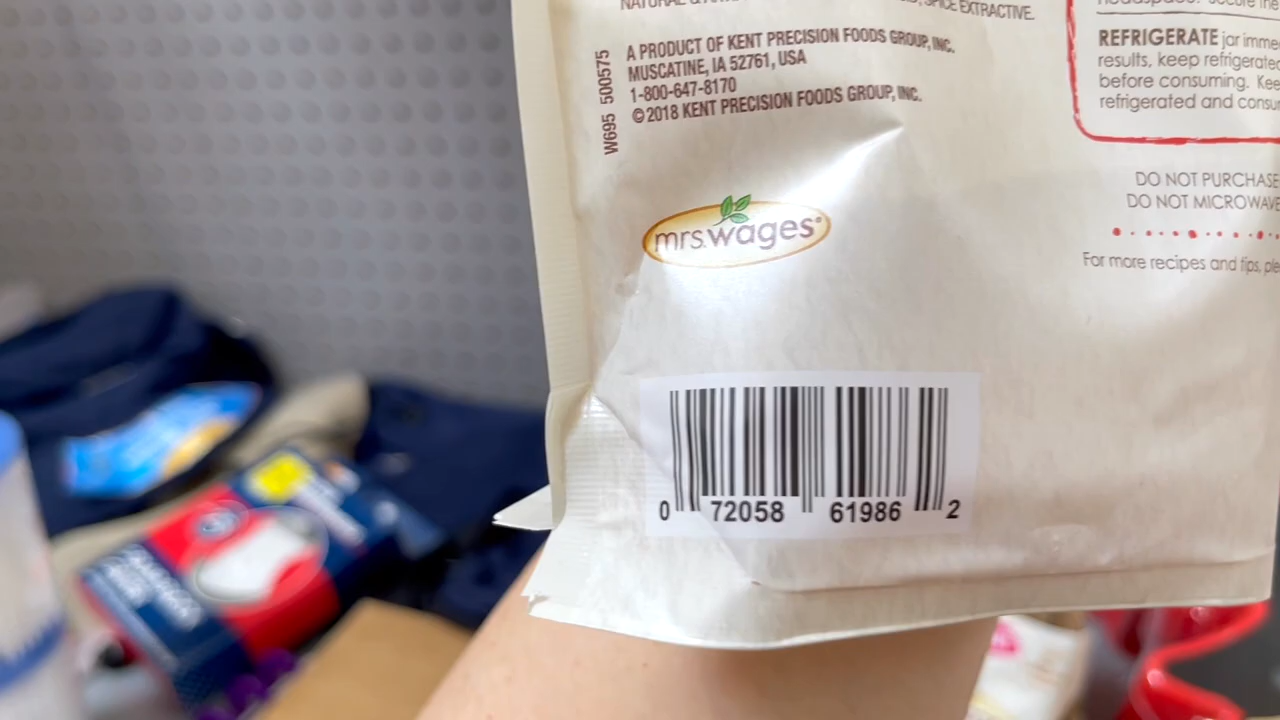 SPICE EXTRACTIVE.
A PRODUCT OF KENT PRECISION FOODS GROUP, INC.
MUSCATINE, IA 52761, USA
1-800-647-8170
©2018 KENT PRECISION FOODS GROUP, INC.
W695 500575
mrs.wages®
0 72058 61986 2
REFRIGERATE jar imme
results, keep refrigerated
before consuming. Kee
refrigerated and consu
DO NOT PURCHASE
DO NOT MICROWAVE
For more recipes and tips, ple